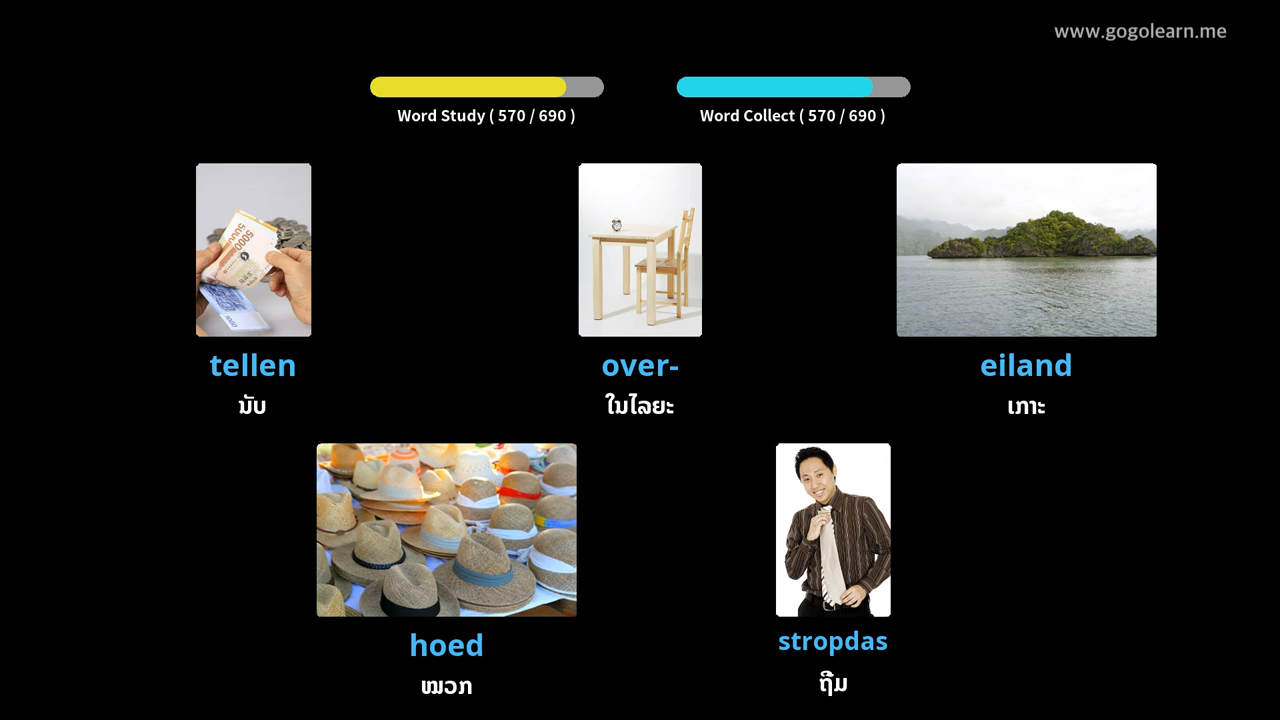 www.gogolearn.me
Word Study ( 570 / 690 )
Word Collect ( 570 / 690 )
tellen
ນັບ
over-
ໃນໄລຍະ
eiland
ເກາະ
hoed
ໝວກ
stropdas
ຖືມ